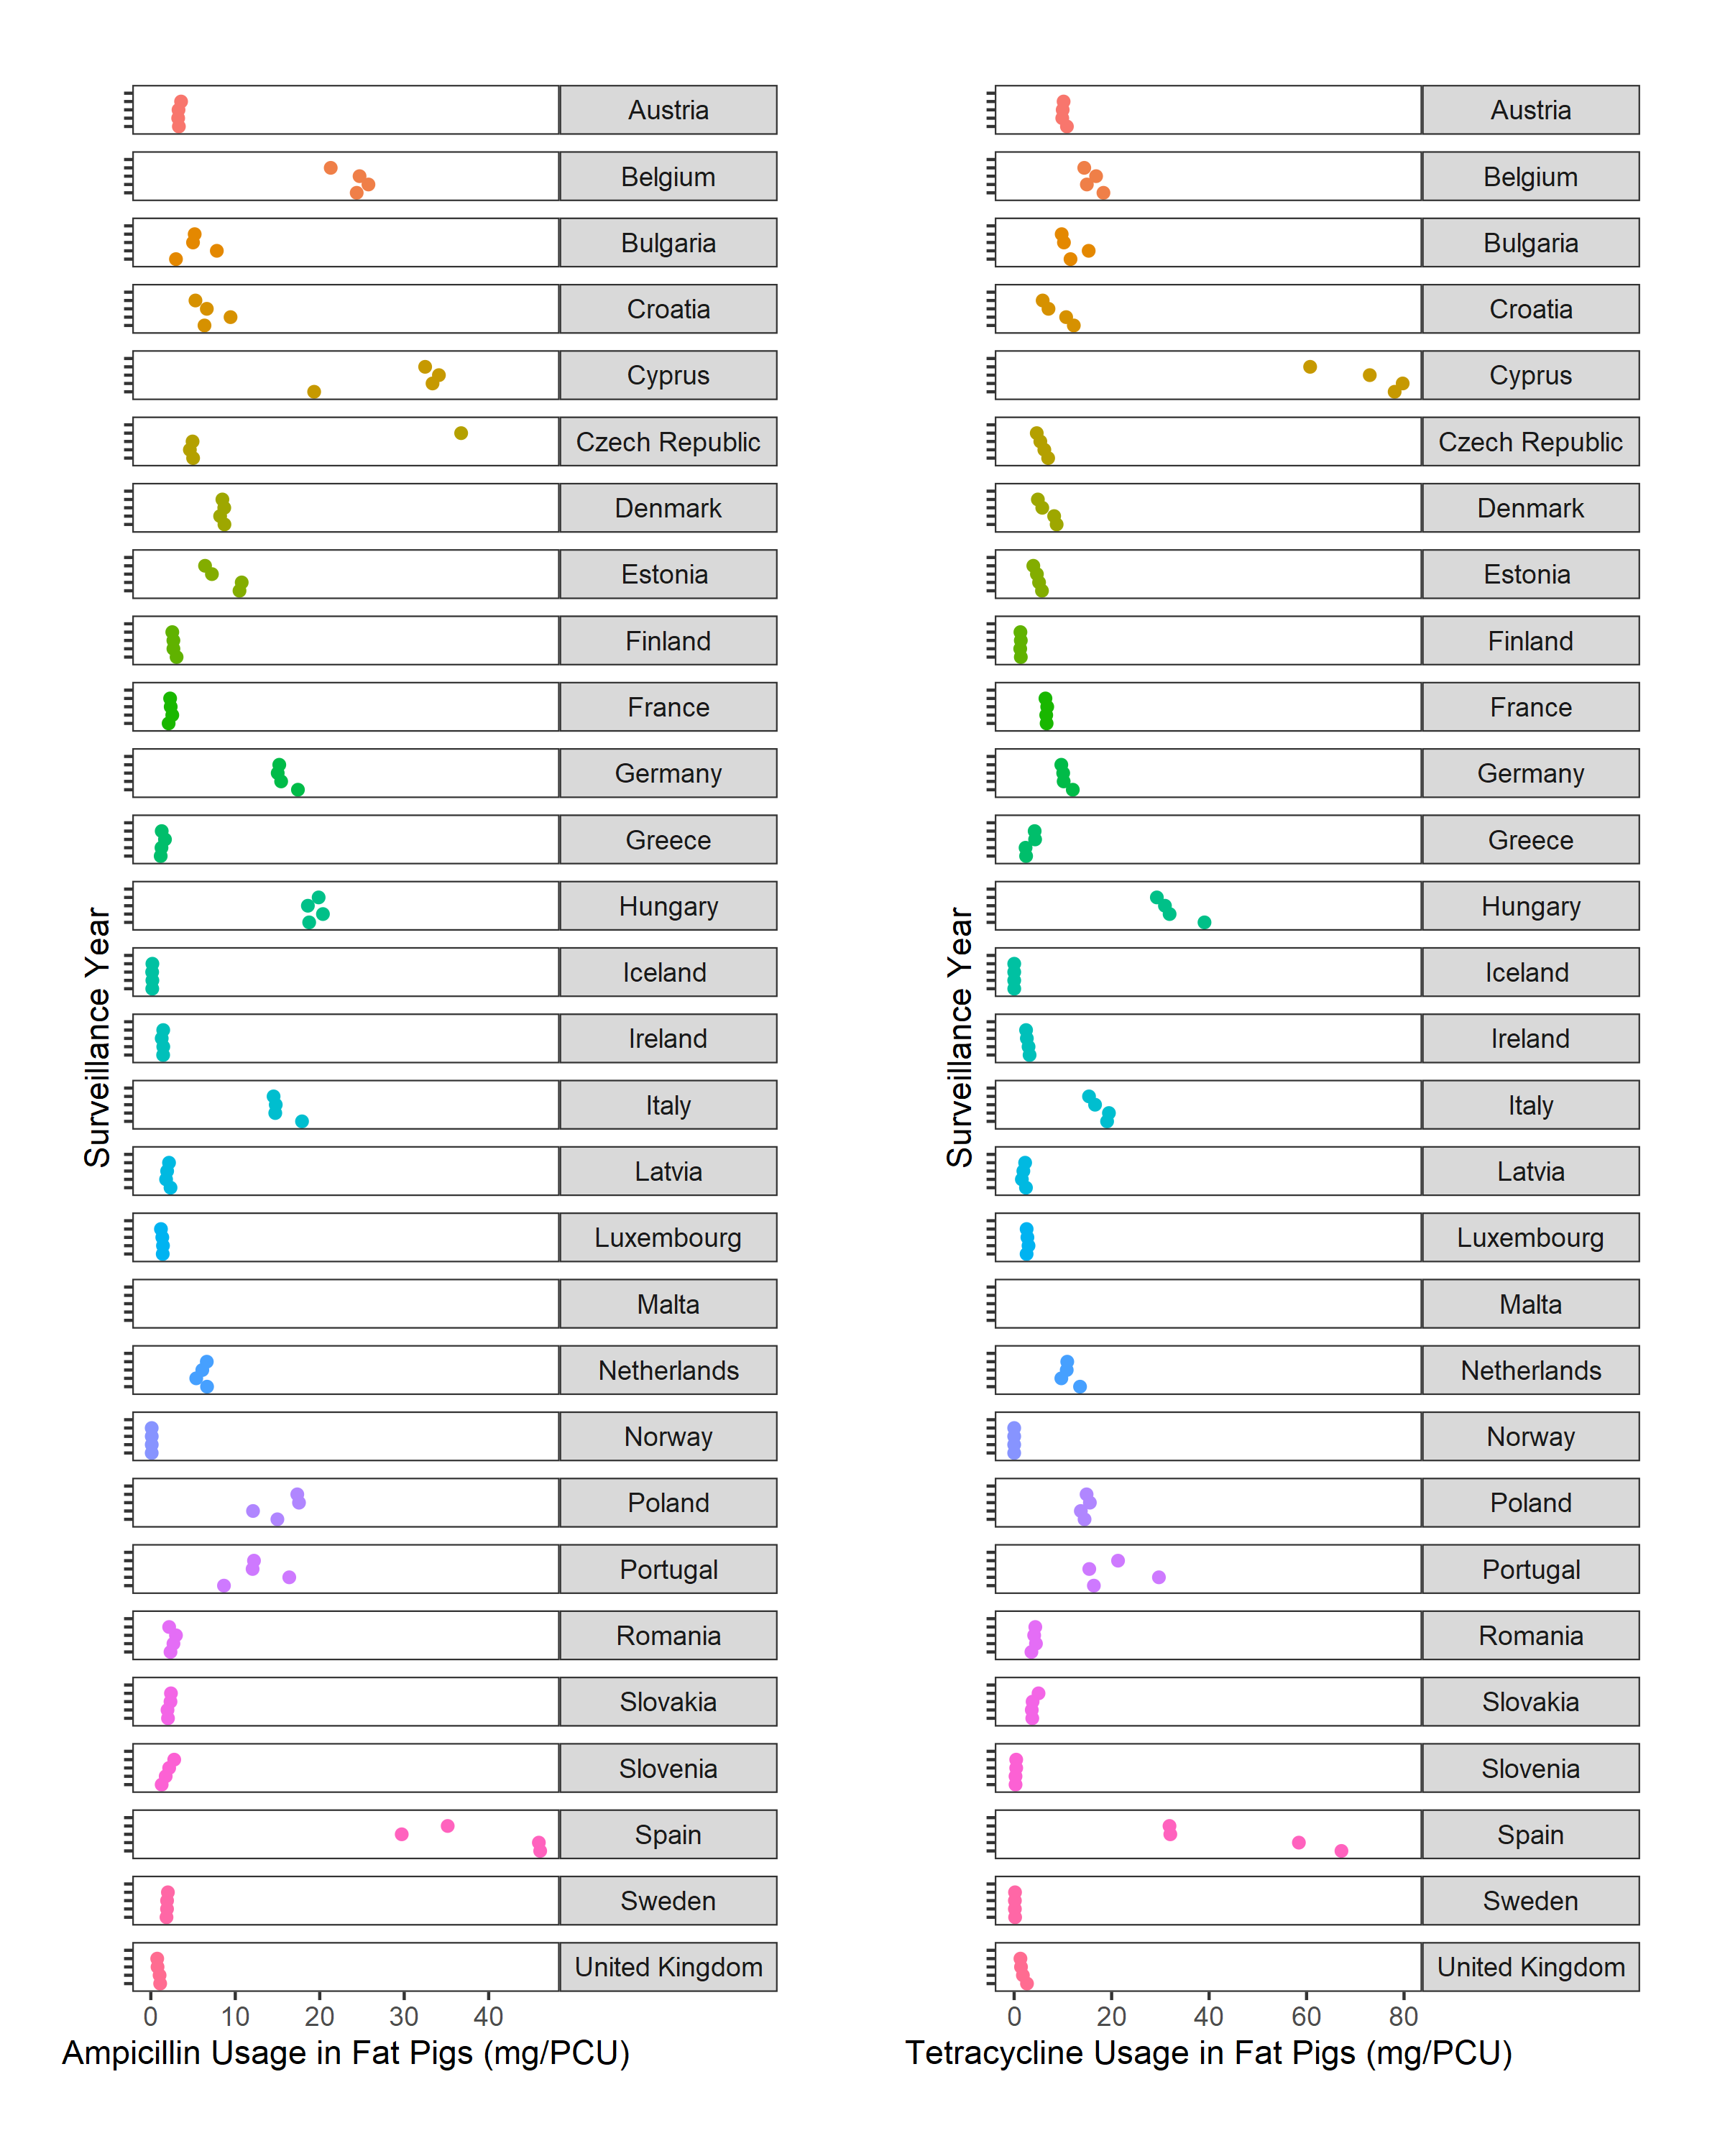 Surveillance Year
Austria
Belgium
Bulgaria
Croatia
Cyprus
Czech Republic
Denmark
Estonia
Finland
France
Germany
Greece
Hungary
Iceland
Ireland
Italy
Latvia
Luxembourg
Malta
Netherlands
Norway
Poland
Portugal
Romania
Slovakia
Slovenia
Spain
Sweden
United Kingdom
0 10 20 30 40
Ampicillin Usage in Fat Pigs (mg/PCU)
Surveillance Year
Austria
Belgium
Bulgaria
Croatia
Cyprus
Czech Republic
Denmark
Estonia
Finland
France
Germany
Greece
Hungary
Iceland
Ireland
Italy
Latvia
Luxembourg
Malta
Netherlands
Norway
Poland
Portugal
Romania
Slovakia
Slovenia
Spain
Sweden
United Kingdom
0 20 40 60 80
Tetracycline Usage in Fat Pigs (mg/PCU)